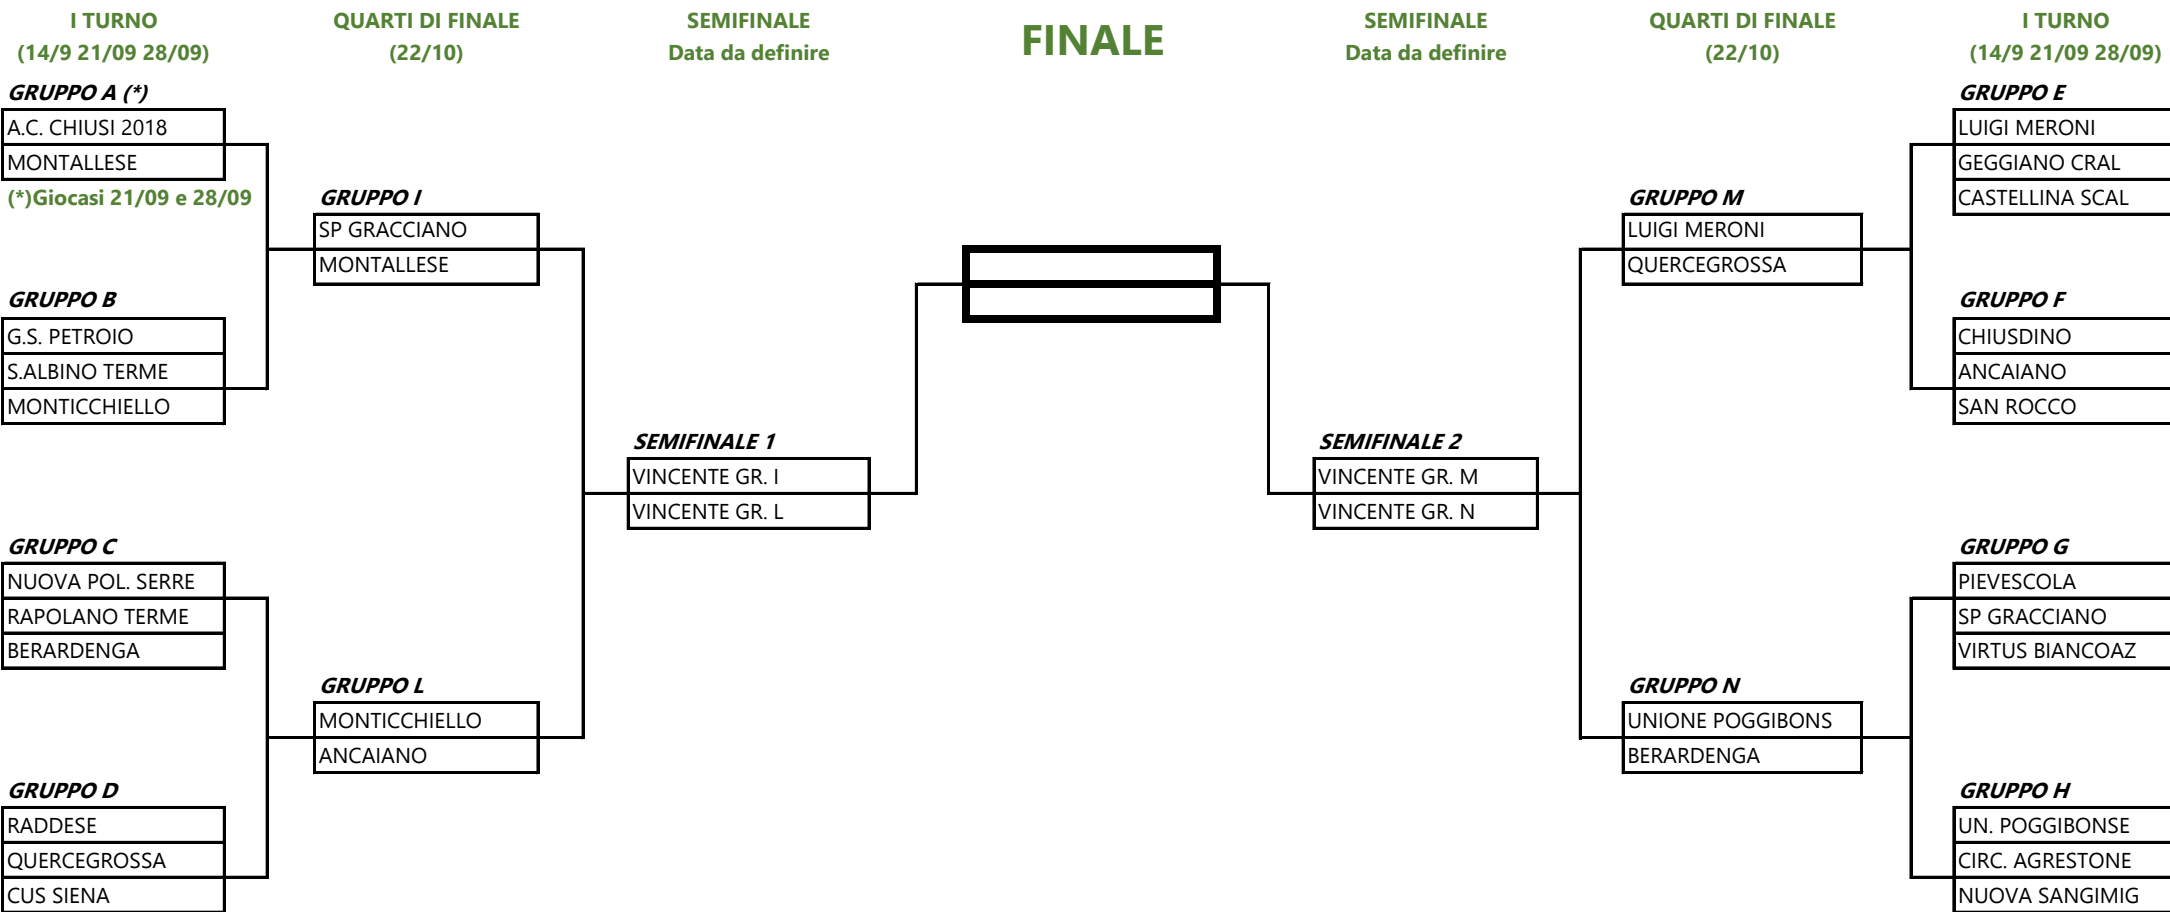 I TURNO
(14/9 21/09 28/09)
QUARTI DI FINALE
(22/10)
SEMIFINALE
Data da definire
FINALE
SEMIFINALE
Data da definire
QUARTI DI FINALE
(22/10)
I TURNO
(14/9 21/09 28/09)
GRUPPO A (*)
A.C. CHIUSI 2018
MONTALLESE
(*)Giocasi 21/09 e 28/09
GRUPPO B
G.S. PETROIO
S.ALBINO TERME
MONTICCHIELLO
GRUPPO C
NUOVA POL. SERRE
RAPOLANO TERME
BERARDENGA
GRUPPO D
RADDESE
QUERCEGROSSA
CUS SIENA
GRUPPO I
SP GRACCIANO
MONTALLESE
GRUPPO L
MONTICCHIELLO
ANCAIANO
SEMIFINALE 1
VINCENTE GR. I
VINCENTE GR. L
SEMIFINALE 2
VINCENTE GR. M
VINCENTE GR. N
GRUPPO M
LUIGI MERONI
QUERCEGROSSA
GRUPPO N
UNIONE POGGIBONS
BERARDENGA
GRUPPO E
LUIGI MERONI
GEGGIANO CRAL
CASTELLINA SCAL
GRUPPO F
CHIUSDINO
ANCAIANO
SAN ROCCO
GRUPPO G
PIEVESCOLA
SP GRACCIANO
VIRTUS BIANCOAZ
GRUPPO H
UN. POGGIBONSE
CIRC. AGRESTONE
NUOVA SANGIMIG